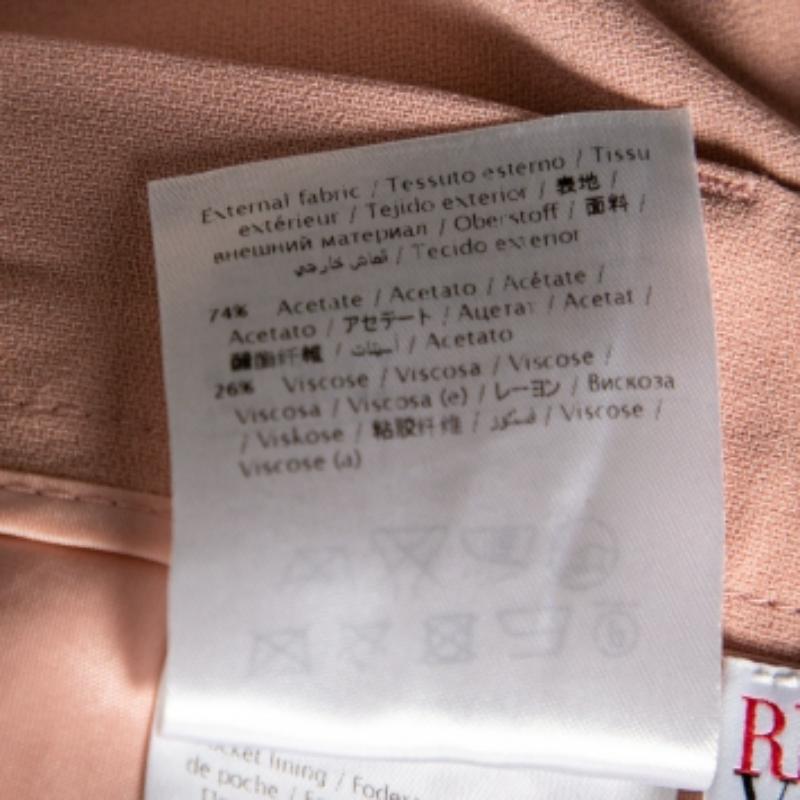 External fabric / Tessuto esterno / Tissu
extérieur / Tejido exterior / 表地 /
внешний материал / Oberstoff / 面料 /
قماش خارجي / Tecido exterior
74% Acetate / Acetato / Acétate /
Acetato / アセテート / Ацетат / Acetat /
醋酯纤维 / أسيتات / Acetato
26% Viscose / Viscosa / Viscose /
Viscosa / Viscosa (e) / レーヨン / Вискоза
/ Viskose / 粘胶纤维 / فسكوز / Viscose /
Viscose (a)
lining / Fodera
de poche /
R